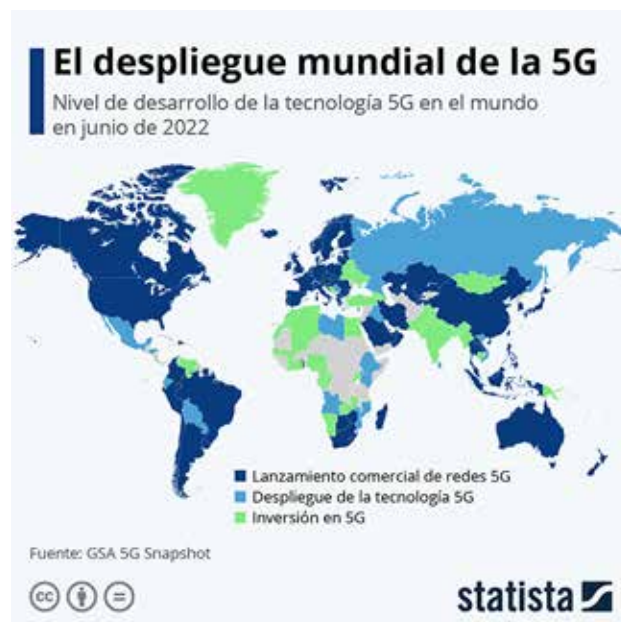 El despliegue mundial de la 5G
Nivel de desarrollo de la tecnología 5G en el mundo
en junio de 2022
Lanzamiento comercial de redes 5G
Despliegue de la tecnología 5G
Inversión en 5G
Fuente: GSA 5G Snapshot
cc
statista